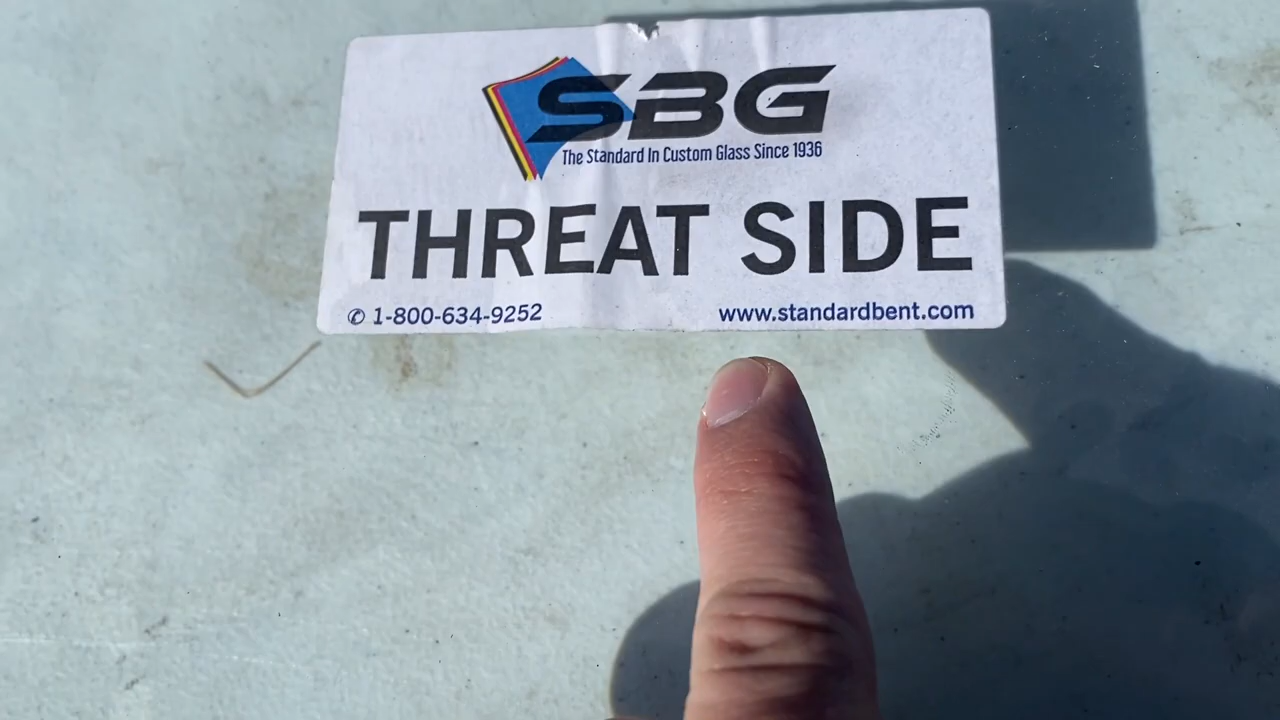 SBG
The Standard In Custom Glass Since 1936
THREAT SIDE
✆ 1-800-634-9252
www.standardbent.com